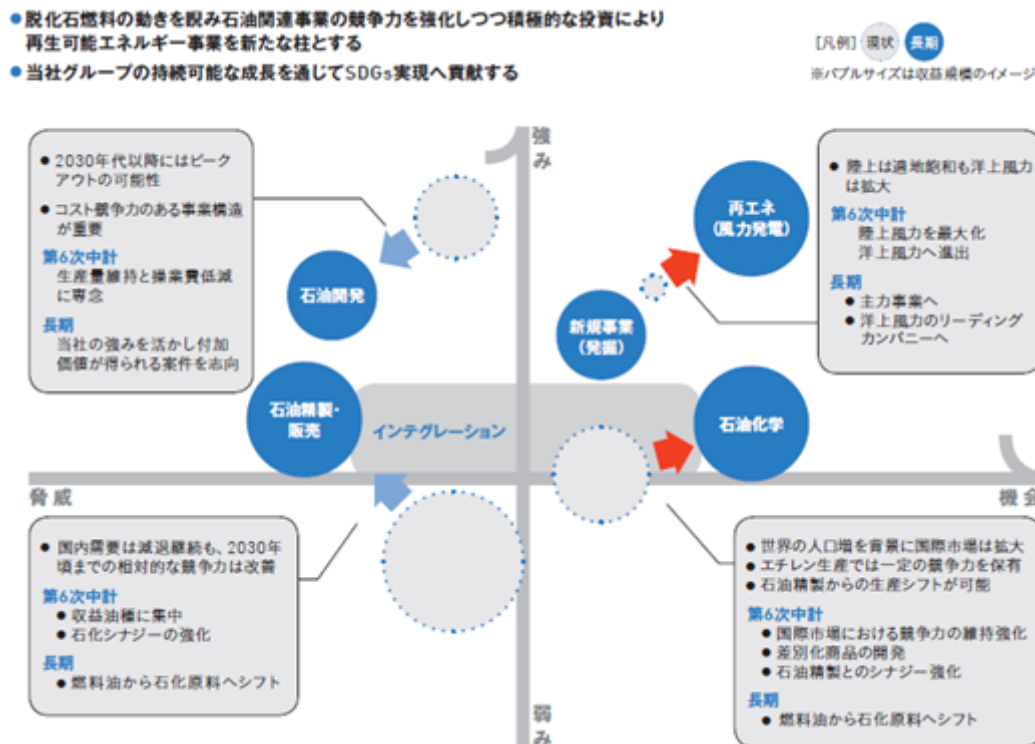 ● 脱化石燃料の動きを睨み石油関連事業の競争力を強化しつつ積極的な投資により
再生可能エネルギー事業を新たな柱とする
● 当社グループの持続可能な成長を通じてSDGs実現へ貢献する
[凡例] 現状 長期
※バブルサイズは収益規模のイメージ
強み
● 2030年代以降にはピーク
アウトの可能性
● コスト競争力のある事業構造
が重要
第6次中計
生産量維持と操業費低減
に専念
長期
当社の強みを活かし付加
価値が得られる案件を志向
石油開発
再エネ
(風力発電)
新規事業
(発掘)
● 陸上は適地飽和も洋上風力
は拡大
第6次中計
陸上風力を最大化
洋上風力へ進出
長期
● 主力事業へ
● 洋上風力のリーディング
カンパニーへ
石油精製・
販売
インテグレーション
石油化学
脅威
機会
● 国内需要は減退継続も、2030年
頃までの相対的な競争力は改善
第6次中計
● 収益油種に集中
● 石化シナジーの強化
長期
● 燃料油から石化原料へシフト
● 世界の人口増を背景に国際市場は拡大
● エチレン生産では一定の競争力を保有
● 石油精製からの生産シフトが可能
第6次中計
● 国際市場における競争力の維持強化
● 差別化商品の開発
● 石油精製とのシナジー強化
長期
● 燃料油から石化原料へシフト
弱み